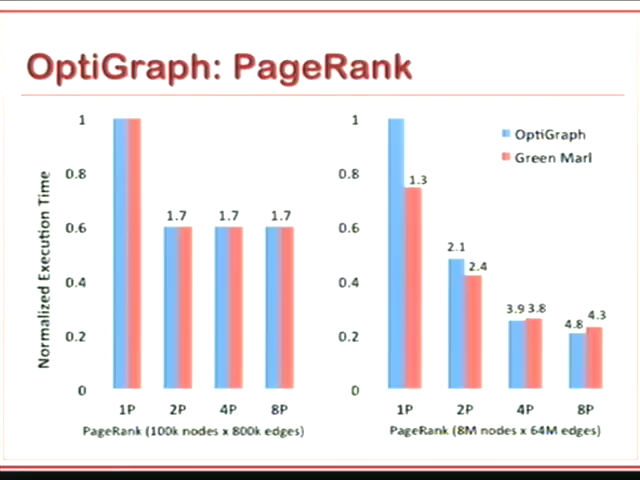 OptiGraph: PageRank
Normalized Execution Time
1
0.8
0.6
0.4
0.2
0
1.7
1.7
1.7
1P 2P 4P 8P
PageRank (100k nodes x 800k edges)
1
0.8
0.6
0.4
0.2
0
OptiGraph
Green Marl
1.3
2.1
2.4
3.9 3.8
4.8 4.3
1P 2P 4P 8P
PageRank (8M nodes x 64M edges)